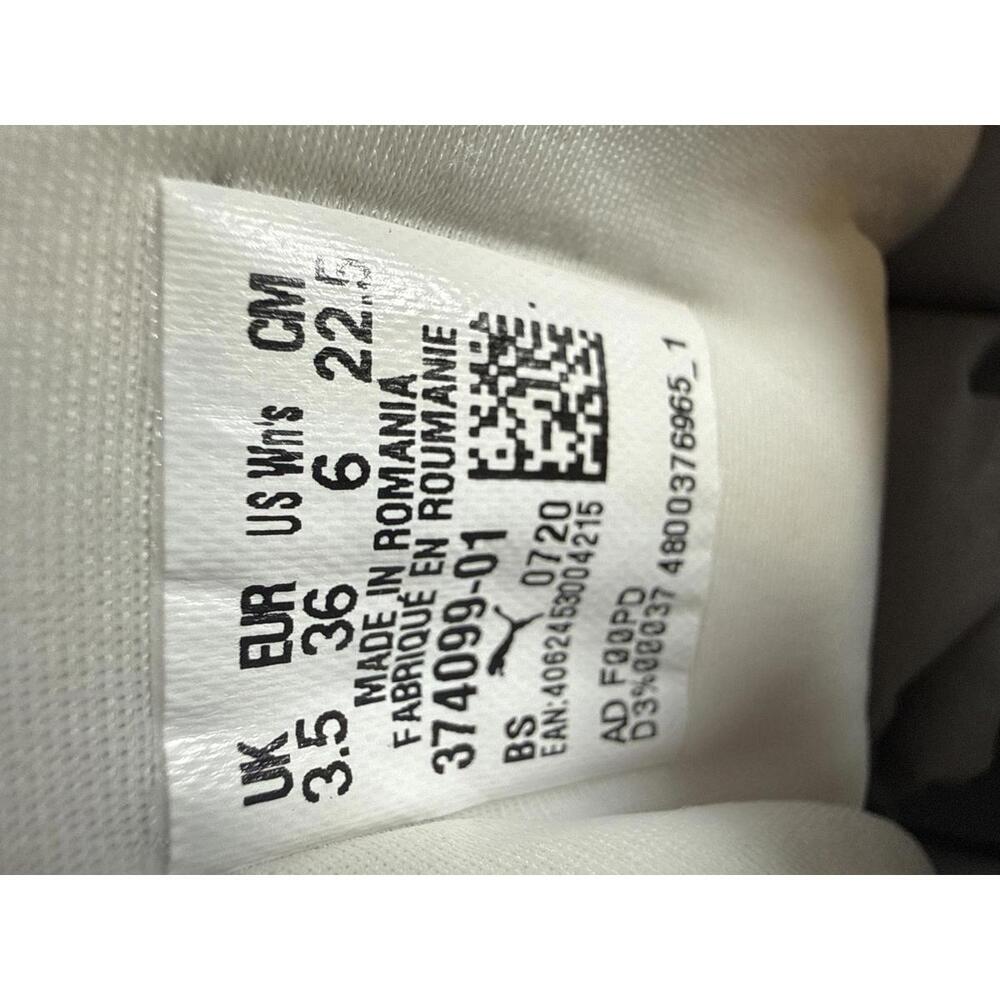 UK EUR US Wn's CM
3.5 36 6 22.5
MADE IN ROMANIA
FABRIQUÉ EN ROUMANIE
374099-01
BS 0720
EAN:4062453004215
AD F00PD
D3%00037 4800376965_1